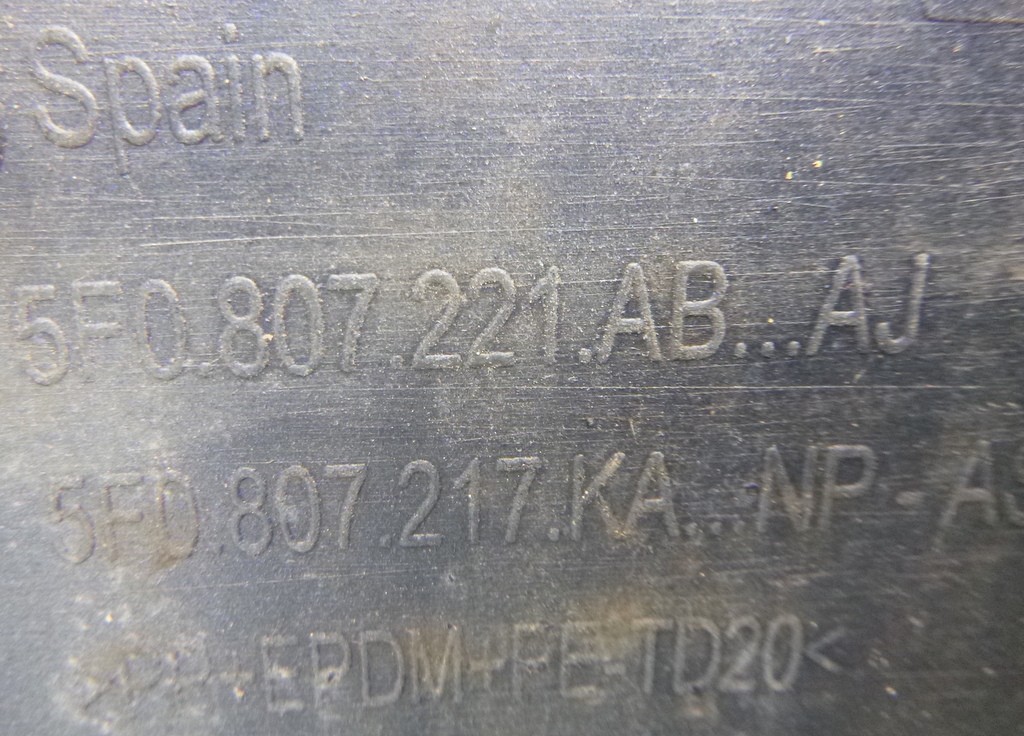 Spain
5F0.807.221.AB...AJ
5F0.807.217.KA...NP-AS
>PP+EPDM+PE-TD20<